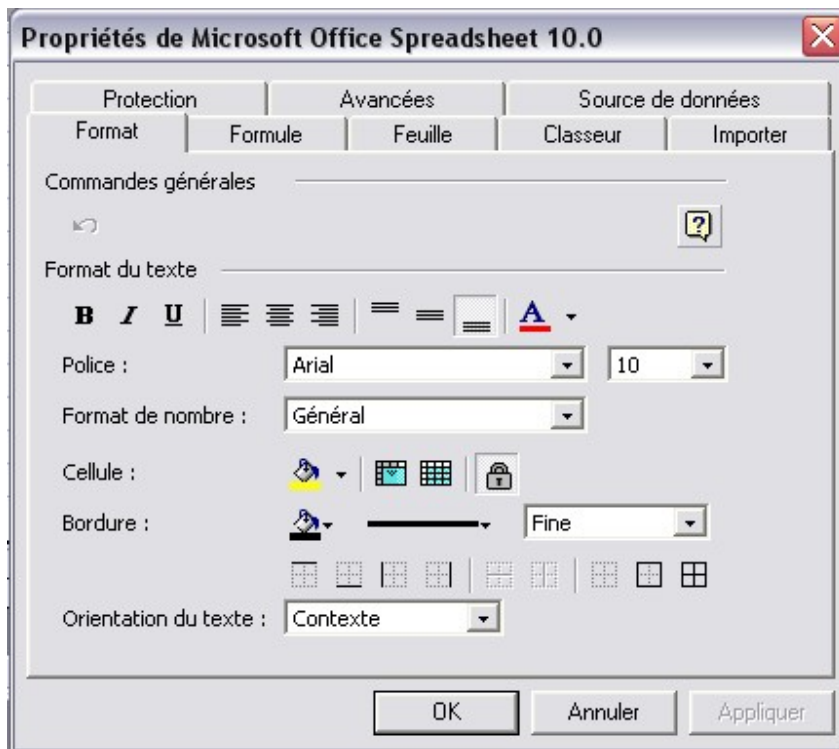 Propriétés de Microsoft Office Spreadsheet 10.0
Protection Avancées Source de données
Format Formule Feuille Classeur Importer
Commandes générales
Format du texte
B I U A
Police : Arial 10
Format de nombre : Général
Cellule :
Bordure : Fine
Orientation du texte : Contexte
OK Annuler Appliquer